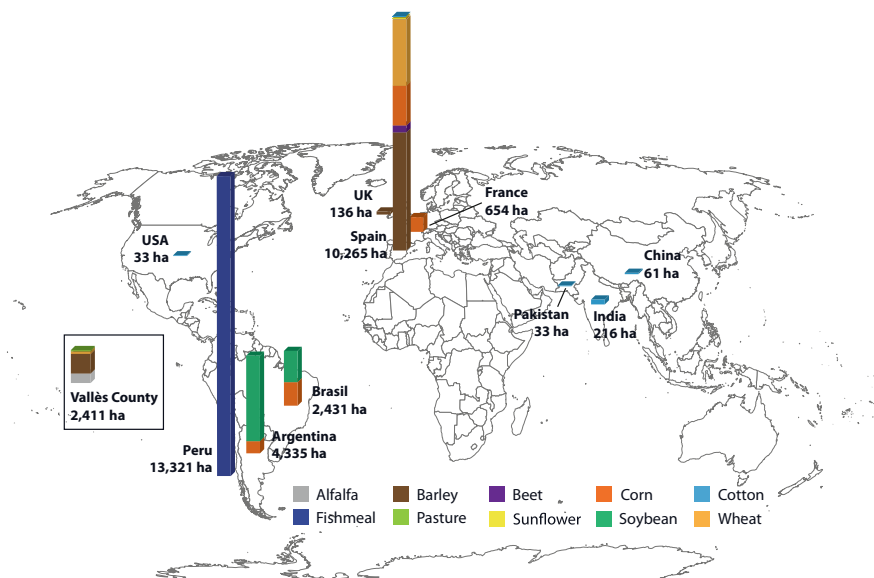 UK
136 ha
France
654 ha
USA
33 ha
Spain
10,265 ha
China
61 ha
Pakistan
33 ha
India
216 ha
Vallès County
2,411 ha
Brasil
2,431 ha
Argentina
4,335 ha
Peru
13,321 ha
Alfalfa Barley Beet Corn Cotton
Fishmeal Pasture Sunflower Soybean Wheat